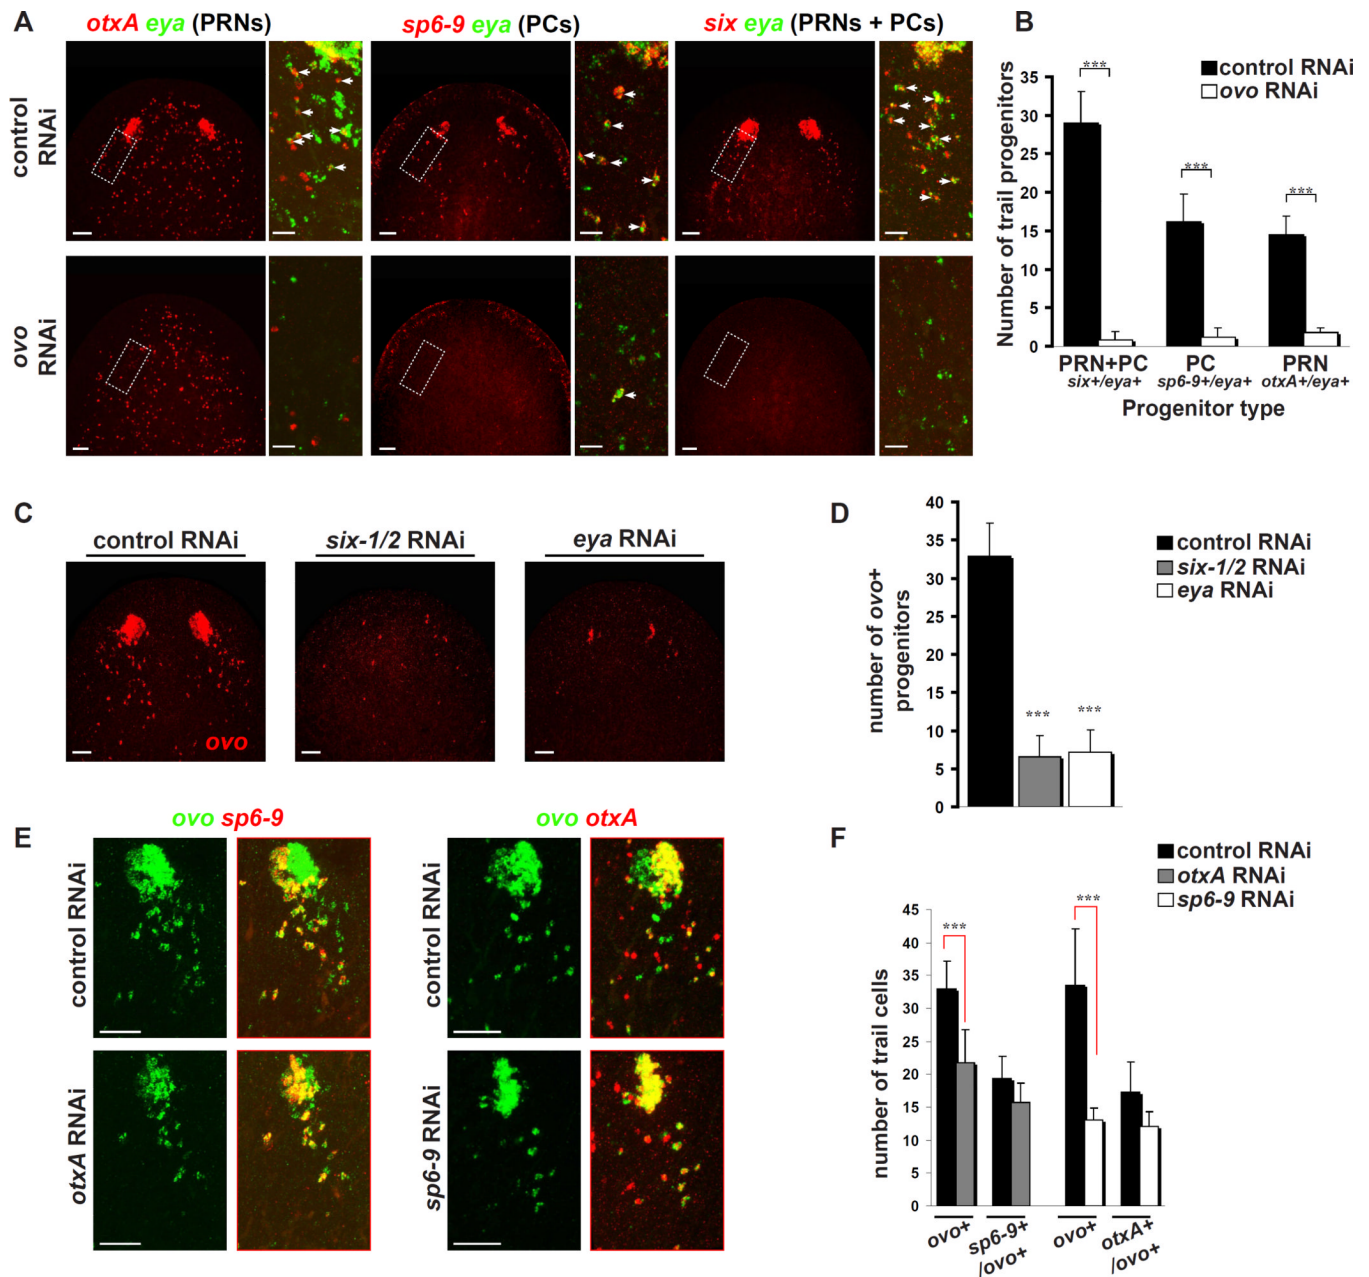 A
otxA eya (PRNs)
sp6-9 eya (PCs)
six eya (PRNs + PCs)
control
RNAi
ovo
RNAi
B
control RNAi
ovo RNAi
Number of trail progenitors
35
30
25
20
15
10
5
0
***
***
***
PRN+PC
six+/eya+
PC
sp6-9+/eya+
PRN
otxA+/eya+
Progenitor type
C
control RNAi
six-1/2 RNAi
eya RNAi
ovo
D
control RNAi
six-1/2 RNAi
eya RNAi
number of ovo+
progenitors
40
35
30
25
20
15
10
5
0
***
***
E
ovo sp6-9
ovo otxA
control RNAi
control RNAi
otxA RNAi
sp6-9 RNAi
F
control RNAi
otxA RNAi
sp6-9 RNAi
number of trail cells
45
40
35
30
25
20
15
10
5
0
***
***
ovo+
sp6-9+
/ovo+
ovo+
otxA+
/ovo+